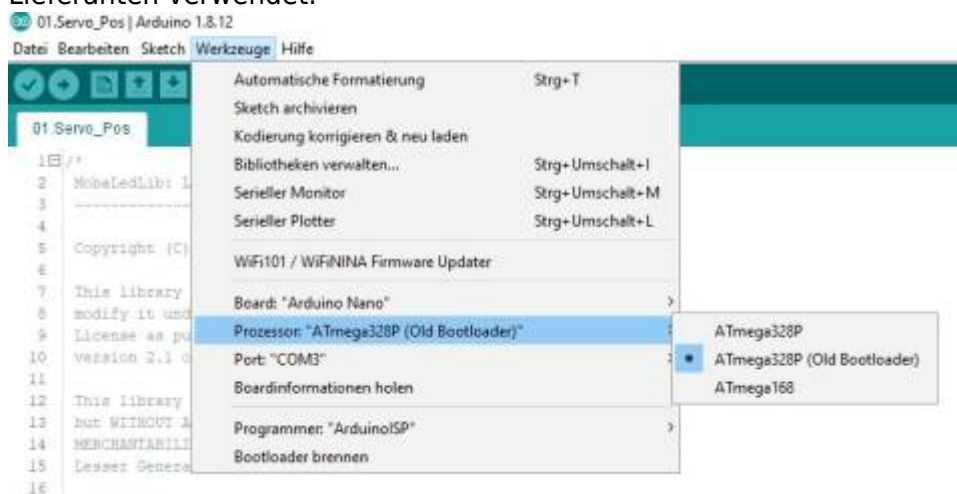 Lieferanten verwendet.
01.Servo_Pos | Arduino 1.8.12
Datei Bearbeiten Sketch Werkzeuge Hilfe
Automatische Formatierung Strg+T
Sketch archivieren
01.Servo_Pos
Kodierung korrigieren & neu laden
1 /*
Bibliotheken verwalten... Strg+Umschalt+I
2 MobaLedLib: L
Serieller Monitor Strg+Umschalt+M
3 -------------
Serieller Plotter Strg+Umschalt+L
4
5 Copyright (C)
WiFi101 / WiFiNINA Firmware Updater
6
7 This library
Board: "Arduino Nano"
8 modify it und
Prozessor: "ATmega328P (Old Bootloader)"
ATmega328P
9 License as pu
10 version 2.1 o
Port: "COM3"
ATmega328P (Old Bootloader)
11
Boardinformationen holen
ATmega168
12 This library
13 but WITHOUT A
Programmer: "ArduinoISP"
14 MERCHANTABILI
Bootloader brennen
15 Lesser Genera
16